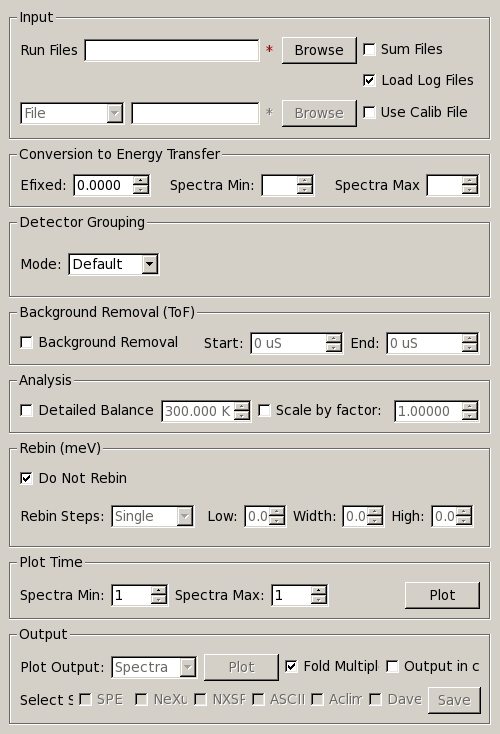 Input
Run Files * Browse Sum Files
Load Log Files
File * Browse Use Calib File
Conversion to Energy Transfer
Efixed: 0.0000 Spectra Min: Spectra Max
Detector Grouping
Mode: Default
Background Removal (ToF)
Background Removal Start: 0 uS End: 0 uS
Analysis
Detailed Balance 300.000 K Scale by factor: 1.00000
Rebin (meV)
Do Not Rebin
Rebin Steps: Single Low: 0.0 Width: 0.0 High: 0.0
Plot Time
Spectra Min: 1 Spectra Max: 1 Plot
Output
Plot Output: Spectra Plot Fold Multipl Output in c
Select S SPE NeXu NXSP ASCII Aclim Dave Save